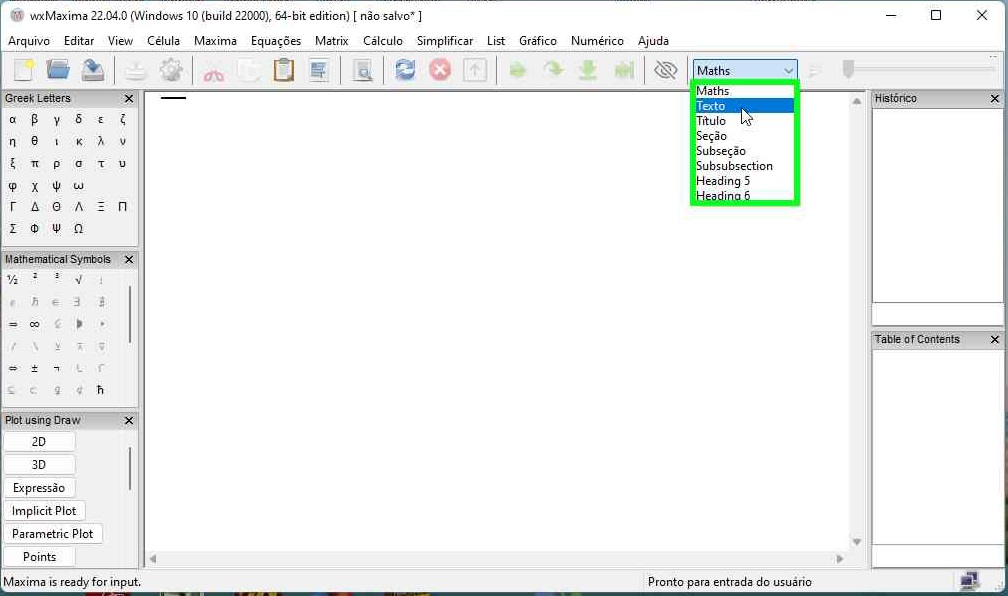 wxMaxima 22.04.0 (Windows 10 (build 22000), 64-bit edition) [ não salvo* ]
Arquivo Editar View Célula Maxima Equações Matrix Cálculo Simplificar List Gráfico Numérico Ajuda
Maths
Greek Letters
α β γ δ ε ζ
η θ ι κ λ ν
ξ π ρ σ τ υ
φ χ ψ ω
Γ Δ Θ Λ Ξ Π
Σ Φ Ψ Ω
Mathematical Symbols
½ ² ³ √
ℏ ∈ ∃ ∄
⇒ ∞
⇔ ± ¬
ħ
Plot using Draw
2D
3D
Expressão
Implicit Plot
Parametric Plot
Points
Maths
Texto
Título
Seção
Subseção
Subsubsection
Heading 5
Heading 6
Histórico
Table of Contents
Maxima is ready for input.
Pronto para entrada do usuário